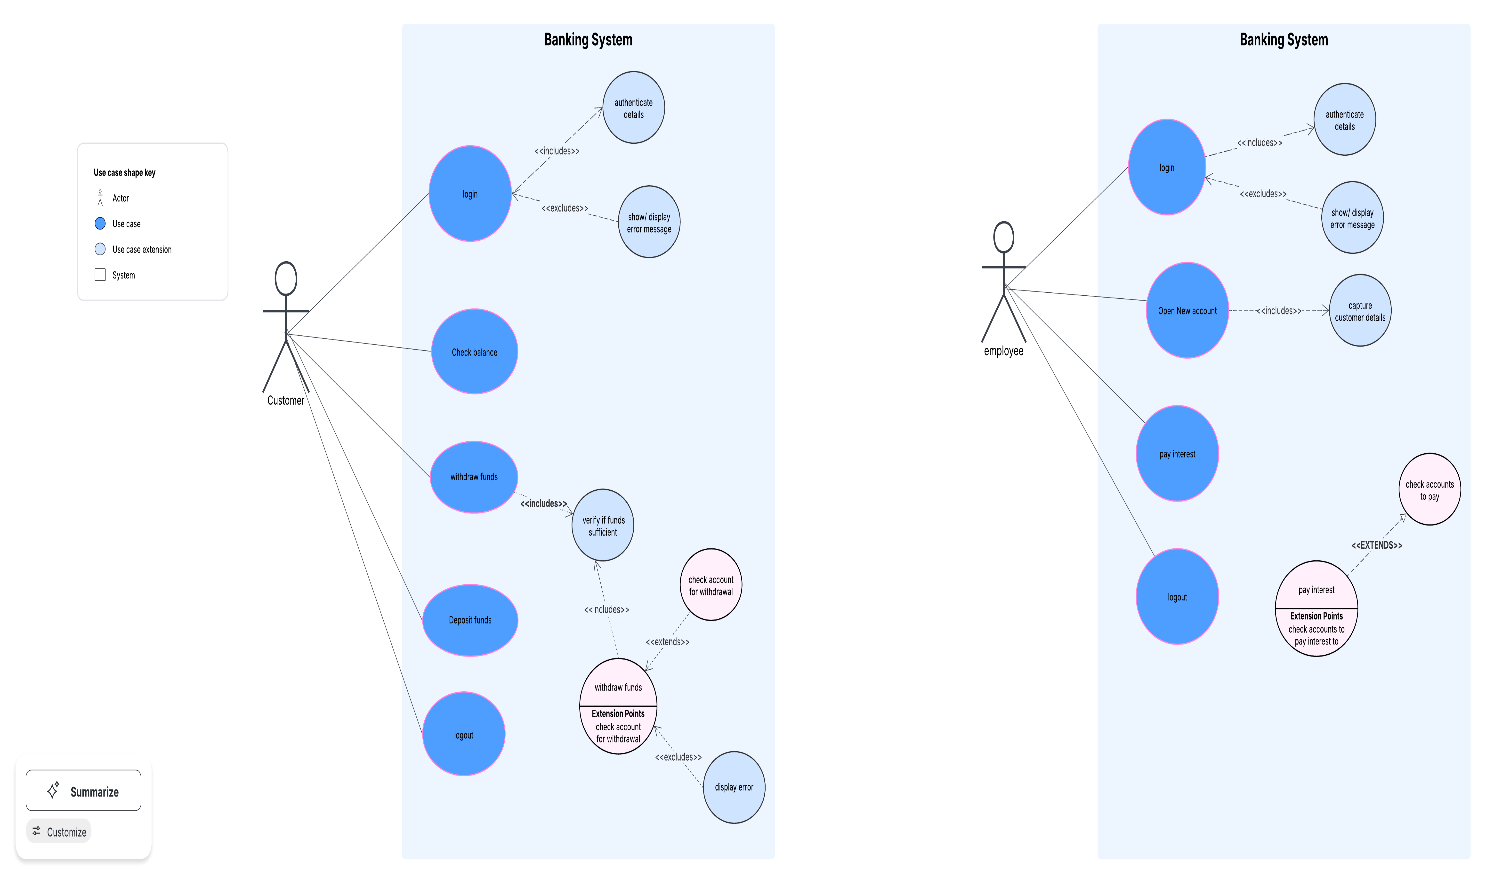 Banking System
authenticate
details
<<includes>>
login
<<excludes>>
show/ display
error message
Use case shape key
Actor
Use case
Use case extension
System
Customer
Check balance
withdraw funds
<<includes>>
verify if funds
sufficient
check account
for withdrawal
<<includes>>
<<extends>>
Deposit funds
withdraw funds
Extension Points
check account
for withdrawal
ogout
<<excludes>>
display error
Summarize
Customize
Banking System
authenticate
details
<<includes>>
login
<<excludes>>
show/ display
error message
employee
Open New account
<<includes>>
capture
customer details
pay interest
check accounts
to pay
<<EXTENDS>>
pay interest
Extension Points
check accounts to
pay interest to
logout